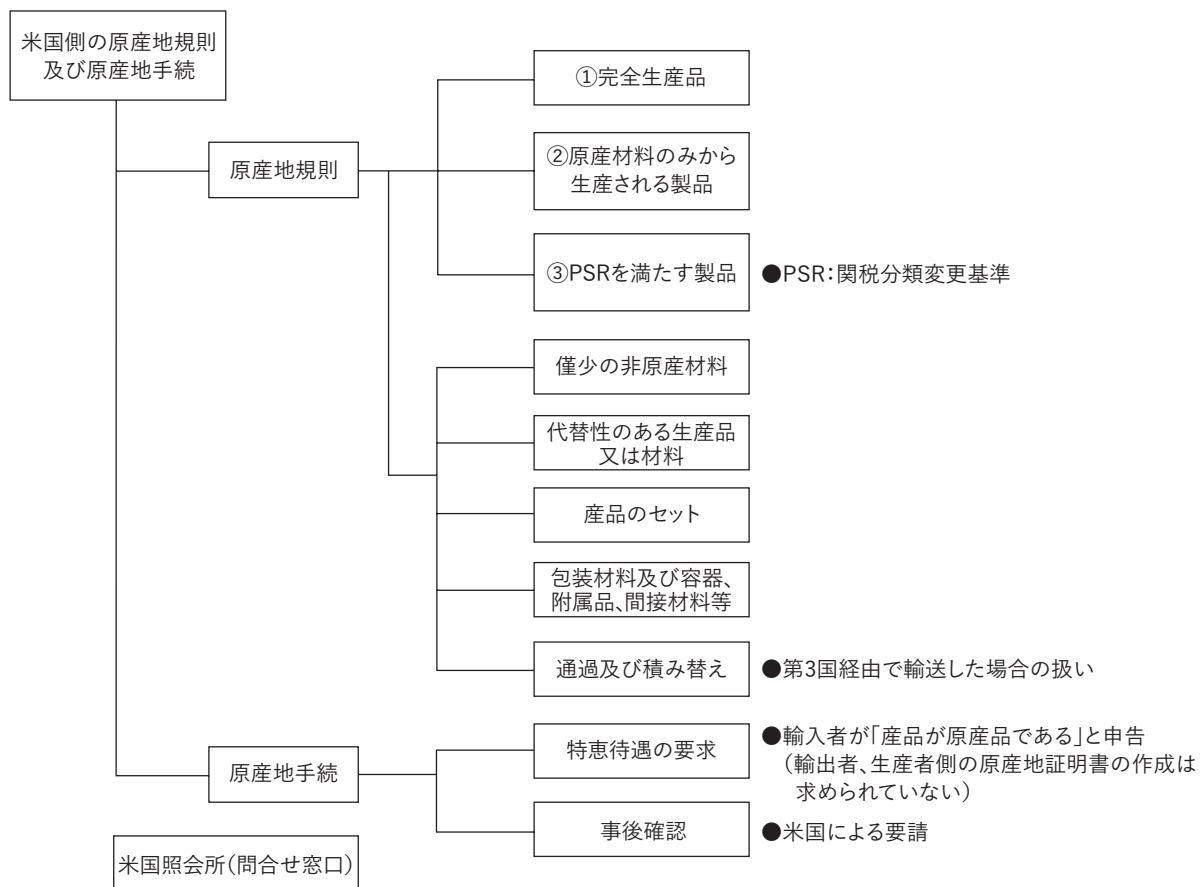 米国側の原産地規則
及び原産地手続
①完全生産品
原産地規則
②原産材料のみから
生産される製品
③PSRを満たす製品
●PSR：関税分類変更基準
僅少の非原産材料
代替性のある生産品
又は材料
産品のセット
包装材料及び容器、
附属品、間接材料等
通過及び積み替え
●第3国経由で輸送した場合の扱い
原産地手続
特恵待遇の要求
●輸入者が「産品が原産品である」と申告
（輸出者、生産者側の原産地証明書の作成は
求められていない）
事後確認
●米国による要請
米国照会所（問合せ窓口）